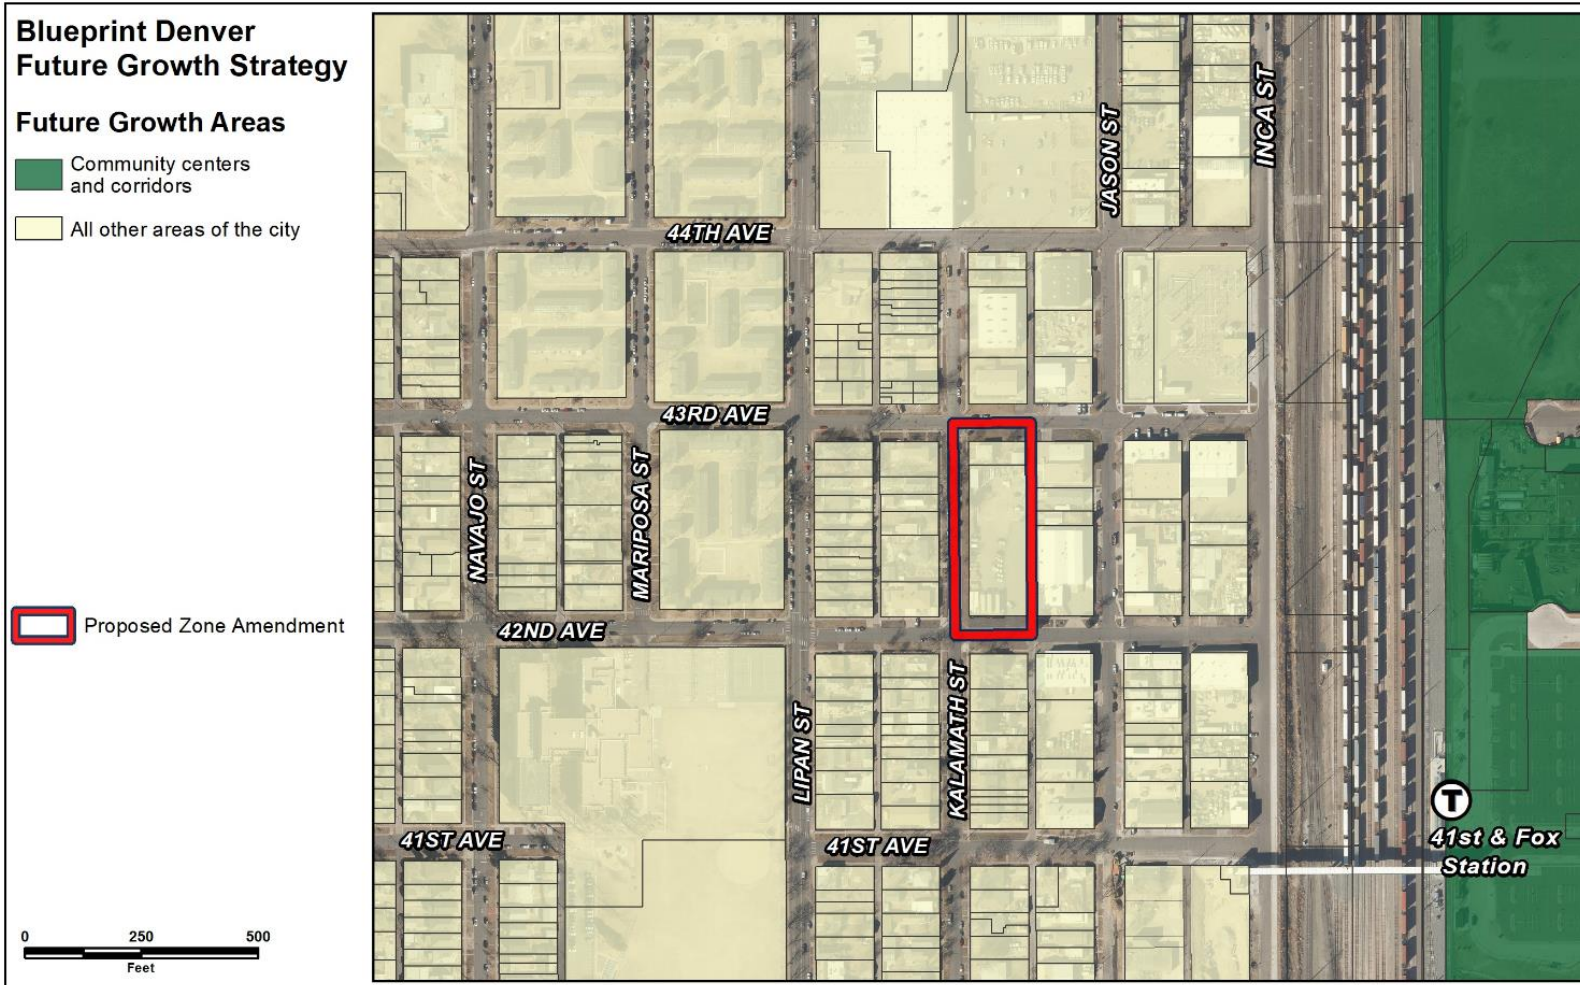 Blueprint Denver
Future Growth Strategy
Future Growth Areas
Community centers
and corridors
All other areas of the city
Proposed Zone Amendment
0 250 500
Feet
INCA ST
JASON ST
44TH AVE
43RD AVE
NAVAJO ST
MARIPOSA ST
42ND AVE
LIPAN ST
KALAMATH ST
41ST AVE
41ST AVE
T
41st & Fox
Station